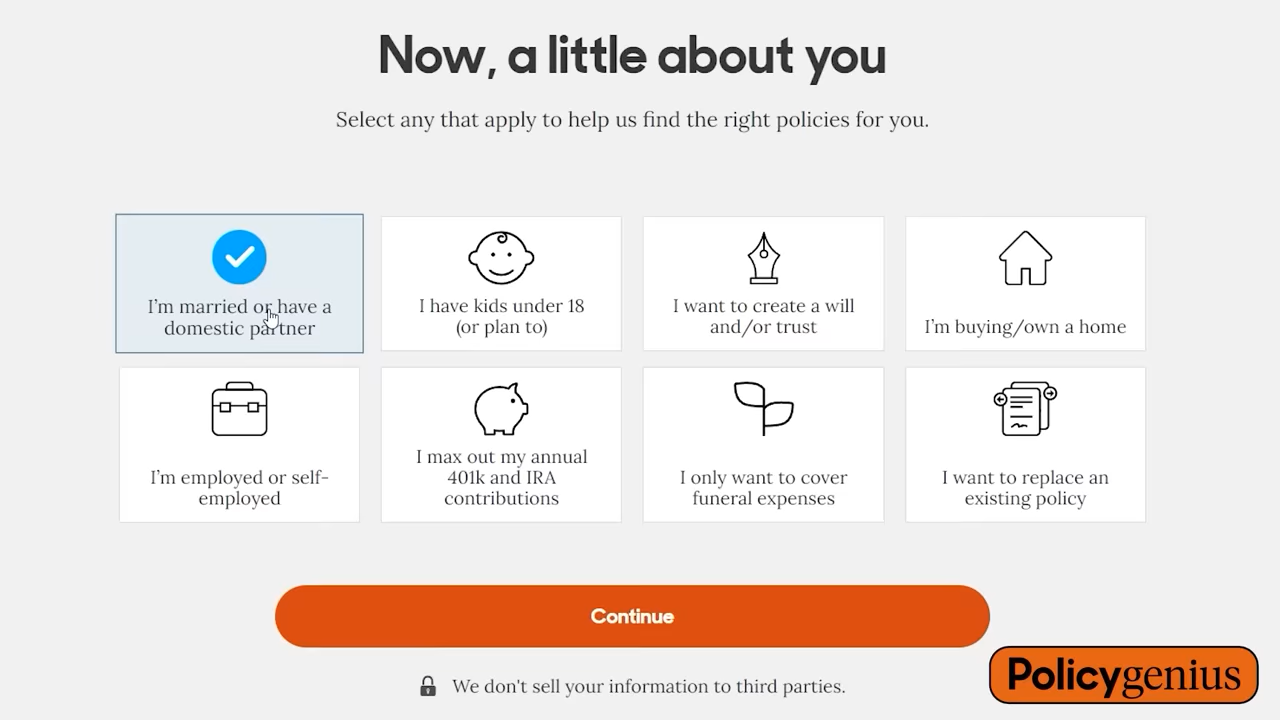 Now, a little about you
Select any that apply to help us find the right policies for you.
I'm married or have a
domestic partner
I have kids under 18
(or plan to)
I want to create a will
and/or trust
I'm buying/own a home
I'm employed or self-
employed
I max out my annual
401k and IRA
contributions
I only want to cover
funeral expenses
I want to replace an
existing policy
Continue
We don't sell your information to third parties.
Policygenius